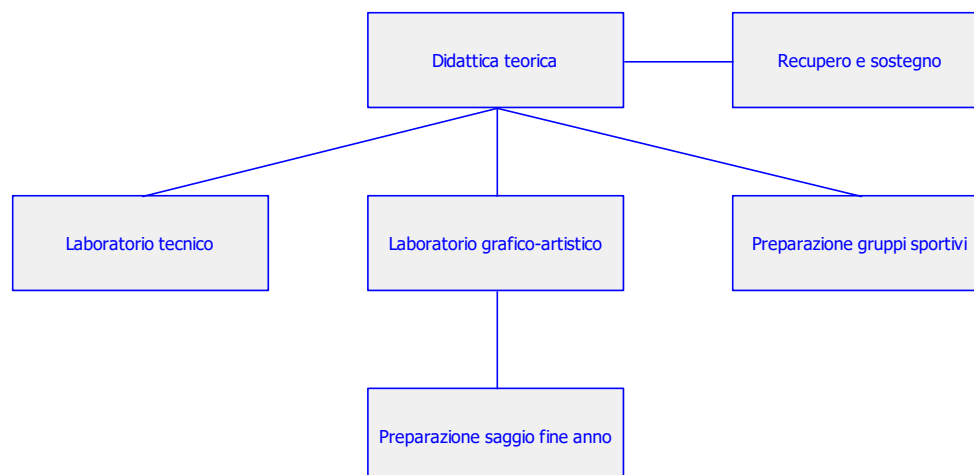 Didattica teorica
Recupero e sostegno
Laboratorio tecnico
Laboratorio grafico-artistico
Preparazione gruppi sportivi
Preparazione saggio fine anno